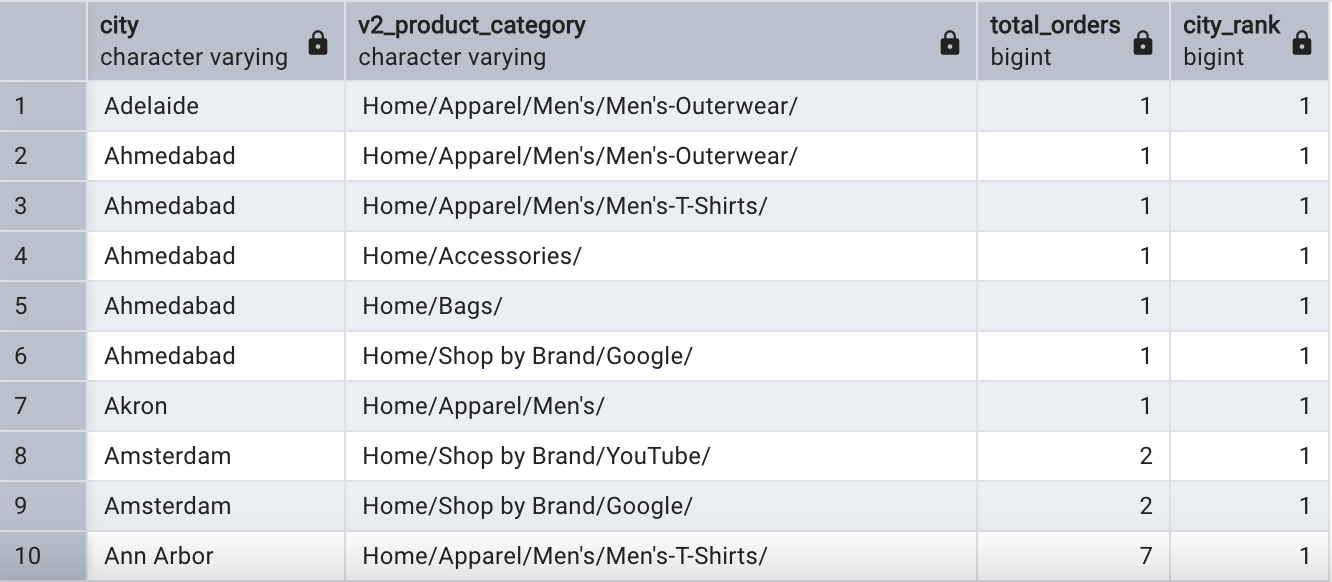 city v2_product_category total_orders city_rank
character varying character varying bigint bigint
1 Adelaide Home/Apparel/Men's/Men's-Outerwear/ 1 1
2 Ahmedabad Home/Apparel/Men's/Men's-Outerwear/ 1 1
3 Ahmedabad Home/Apparel/Men's/Men's-T-Shirts/ 1 1
4 Ahmedabad Home/Accessories/ 1 1
5 Ahmedabad Home/Bags/ 1 1
6 Ahmedabad Home/Shop by Brand/Google/ 1 1
7 Akron Home/Apparel/Men's/ 1 1
8 Amsterdam Home/Shop by Brand/YouTube/ 2 1
9 Amsterdam Home/Shop by Brand/Google/ 2 1
10 Ann Arbor Home/Apparel/Men's/Men's-T-Shirts/ 7 1